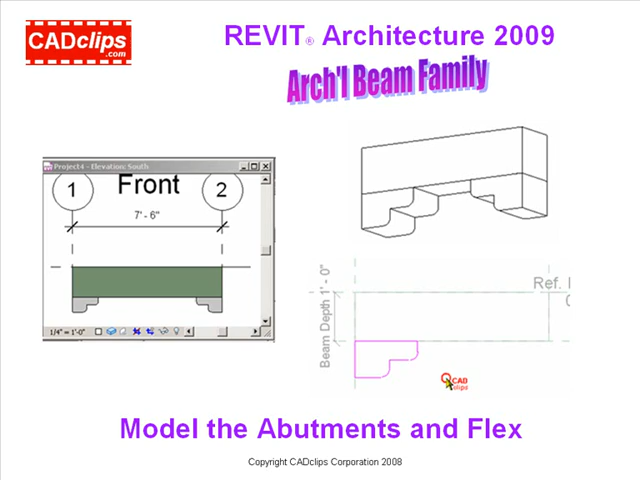 CADclips
.com
REVIT® Architecture 2009
Arch'l Beam Family
Project4 - Elevation: South
1
Front
2
7' - 6"
1/4" = 1'-0"
Ref.
Beam Depth 1' - 0"
CAD
clips
Model the Abutments and Flex
Copyright CADclips Corporation 2008